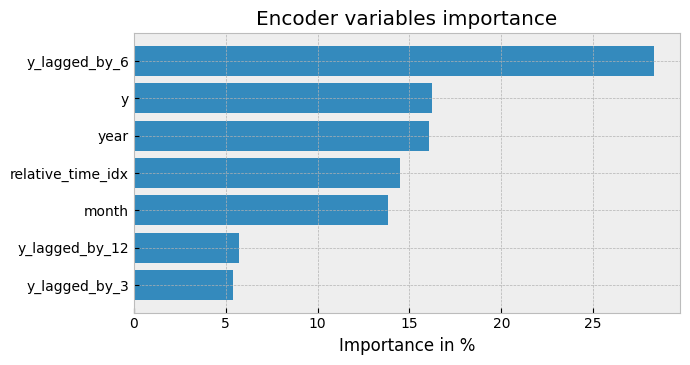 Encoder variables importance
y_lagged_by_6
y
year
relative_time_idx
month
y_lagged_by_12
y_lagged_by_3
0 5 10 15 20 25
Importance in %